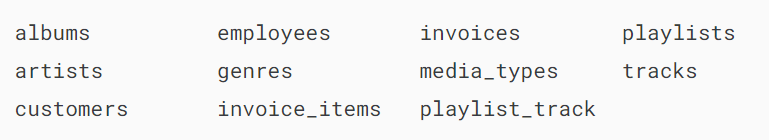 albums employees invoices playlists
artists genres media_types tracks
customers invoice_items playlist_track